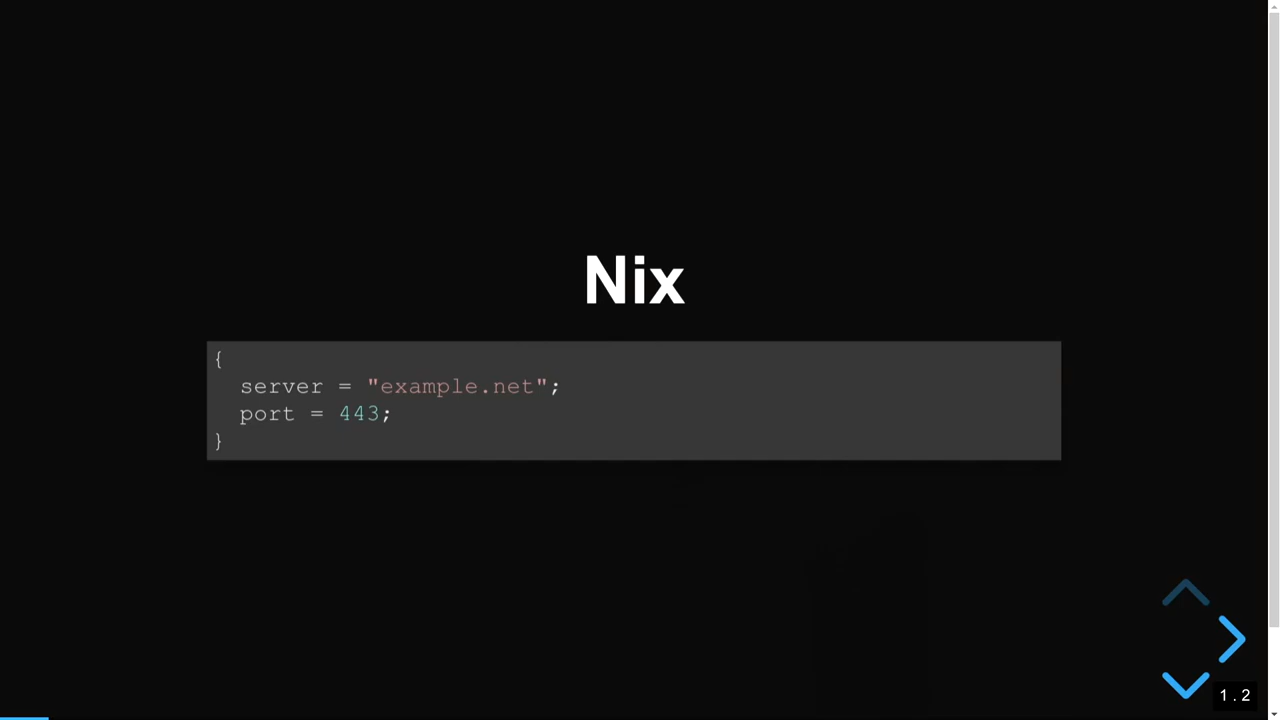 Nix
{
  server = "example.net";
  port = 443;
}
1.2